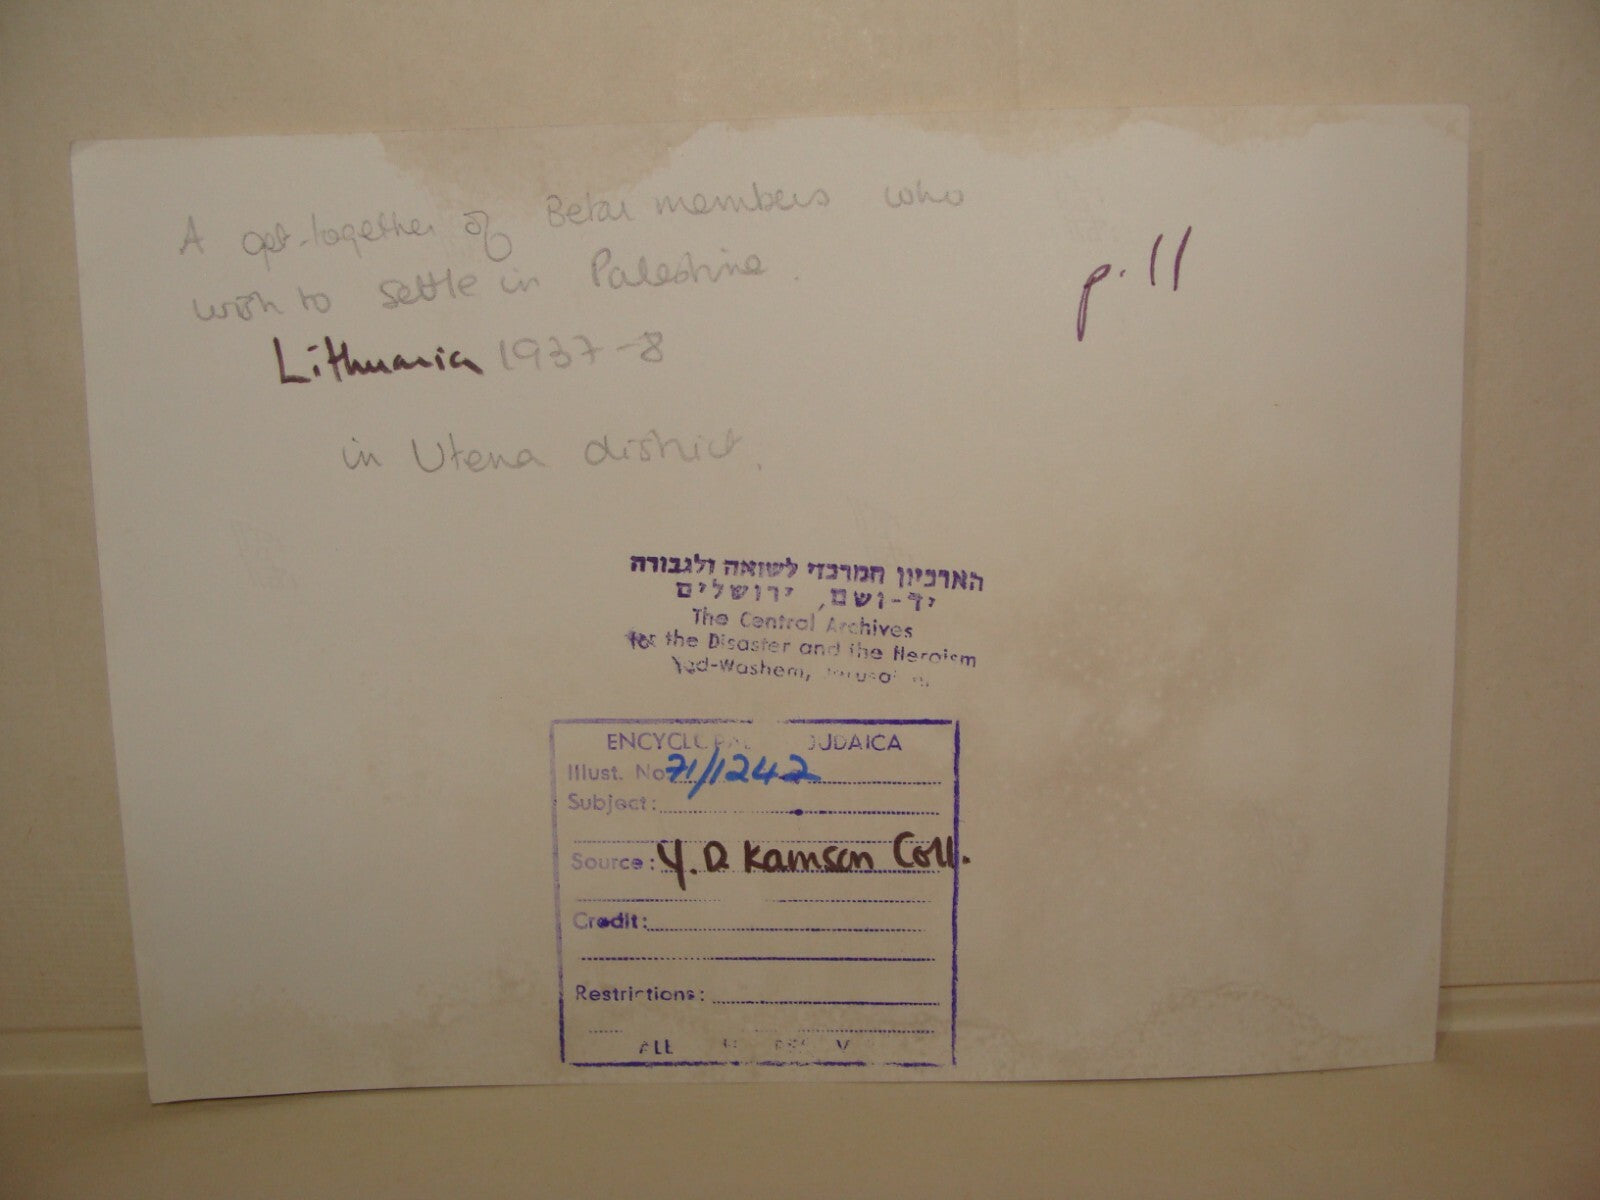 A get-together of Betar members who
wish to settle in Palestine.
p.11
Lithuania 1937-8
in Utena district.
הארכיון המרכזי לשואה ולגבורה
יד-ושם, ירושלים
The Central Archives
for the Disaster and the Heroism
Yad-Washem,
JUDAICA
Illust. No 71/1242
Subject:
Source: Y. D. Kamson Coll.
Credit:
Restrictions:
ALL